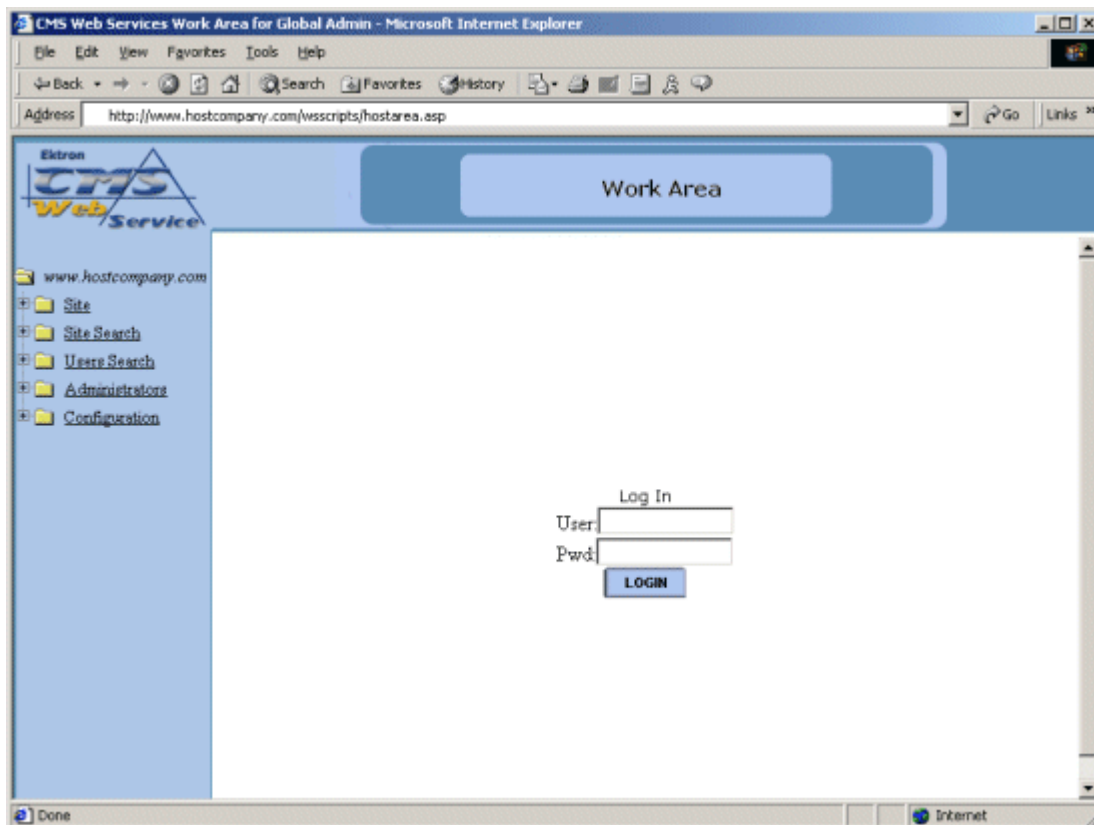 CMS Web Services Work Area for Global Admin - Microsoft Internet Explorer
File Edit View Favorites Tools Help
Back Search Favorites History
Address http://www.hostcompany.com/wsscripts/hostarea.asp Go Links »
Ektron
CMS
Web
Service
Work Area
www.hostcompany.com
Site
Site Search
Users Search
Administrators
Configuration
Log In
User:
Pwd:
LOGIN
Done Internet